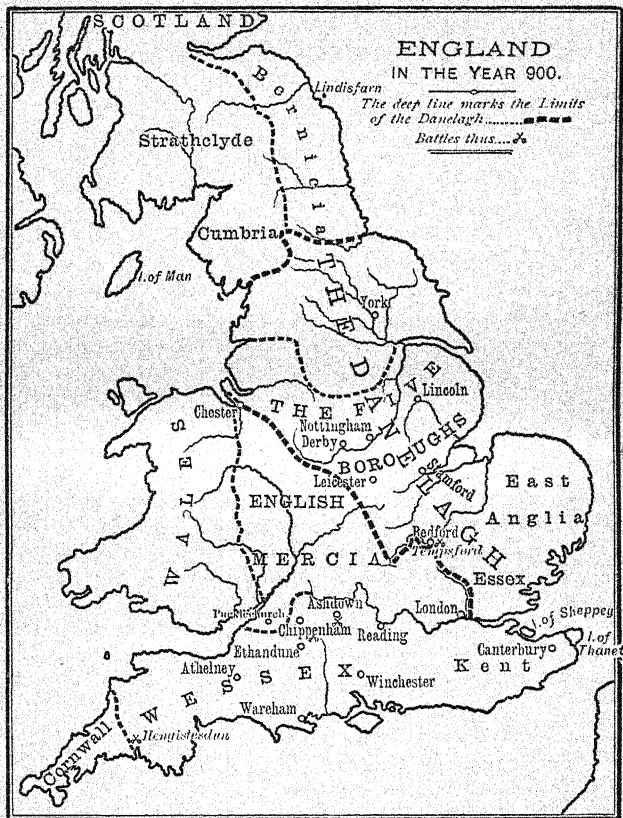 SCOTLAND
ENGLAND
IN THE YEAR 900.
The deep line marks the Limits
of the Danelagh
Battles thus
Bernicia
Lindisfarn
Strathclyde
Cumbria
I. of Man
THE DANE LAGH
York
THE FIVE
BOROUGHS
Lincoln
Chester
Nottingham
Derby
Leicester
Stamford
East
Anglia
WALES
ENGLISH
MERCIA
Bedford
Tempsford
Essex
London
I. of Sheppey
I. of
Thanet
Pucklechurch
Ashdown
Chippenham
Reading
Ethandune
Canterbury
Kent
Athelney
WESSEX
Winchester
Wareham
Hengistesdun
Cornwall